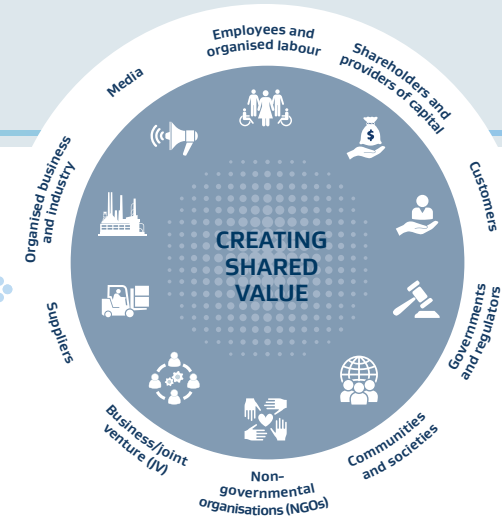 Employees and
organised labour
Shareholders and
providers of capital
Customers
Governments
and regulators
Communities
and societies
Non-
governmental
organisations (NGOs)
Business/joint
venture (JV)
Suppliers
Organised business
and industry
Media
$
CREATING
SHARED
VALUE